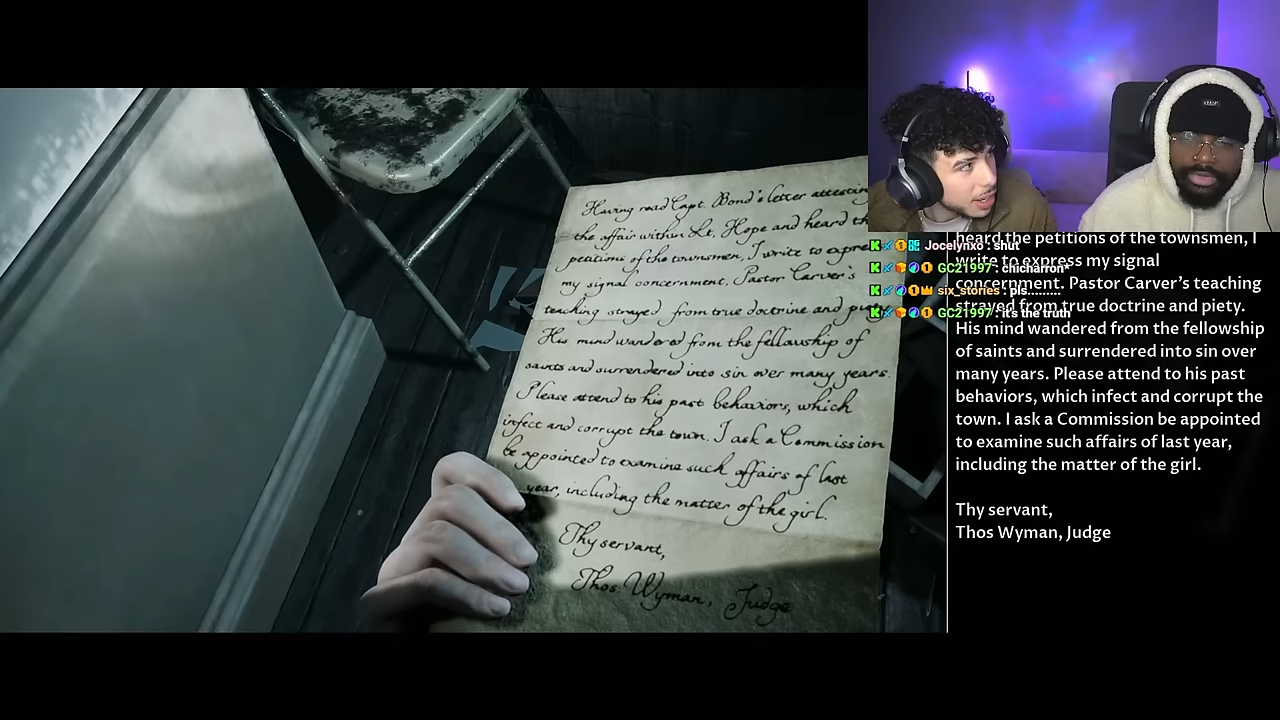 Having read Capt. Bond's letter attesting
the affair within Lt. Hope and heard th
petitions of the townsmen, I write to expre
my signal concernment. Pastor Carver's
teaching strayed from true doctrine and piety
His mind wandered from the fellowship of
saints and surrendered into sin over many years.
Please attend to his past behaviors, which
infect and corrupt the town. I ask a Commission
be appointed to examine such affairs of last
year, including the matter of the girl.
Thy servant,
Thos Wyman, Judge
Jocelynxo: shut
GC21997: chicharron*
six_stories: pls.........
GC21997: it's the truth
heard the petitions of the townsmen, I
write to express my signal
concernment. Pastor Carver's teaching
strayed from true doctrine and piety.
His mind wandered from the fellowship
of saints and surrendered into sin over
many years. Please attend to his past
behaviors, which infect and corrupt the
town. I ask a Commission be appointed
to examine such affairs of last year,
including the matter of the girl.
Thy servant,
Thos Wyman, Judge